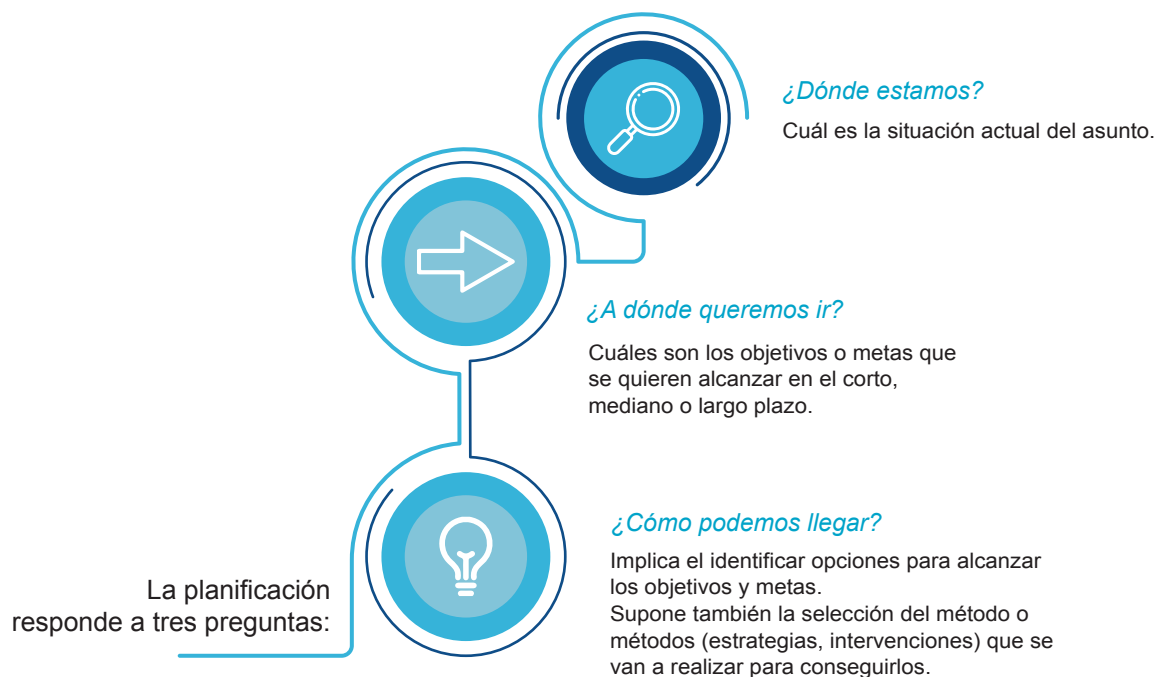 ¿Dónde estamos?
Cuál es la situación actual del asunto.
¿A dónde queremos ir?
Cuáles son los objetivos o metas que
se quieren alcanzar en el corto,
mediano o largo plazo.
¿Cómo podemos llegar?
Implica el identificar opciones para alcanzar
los objetivos y metas.
Supone también la selección del método o
métodos (estrategias, intervenciones) que se
van a realizar para conseguirlos.
La planificación
responde a tres preguntas: